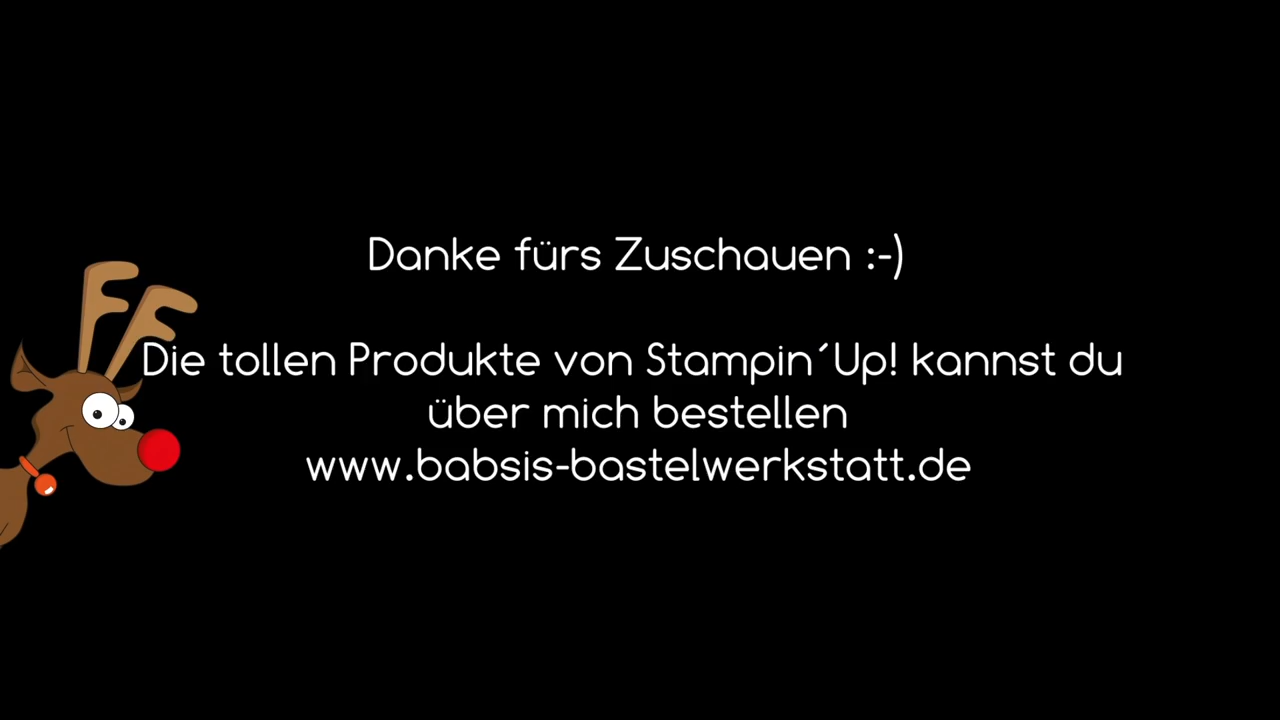 Danke fürs Zuschauen :-)
Die tollen Produkte von Stampin´Up! kannst du
über mich bestellen
www.babsis-bastelwerkstatt.de